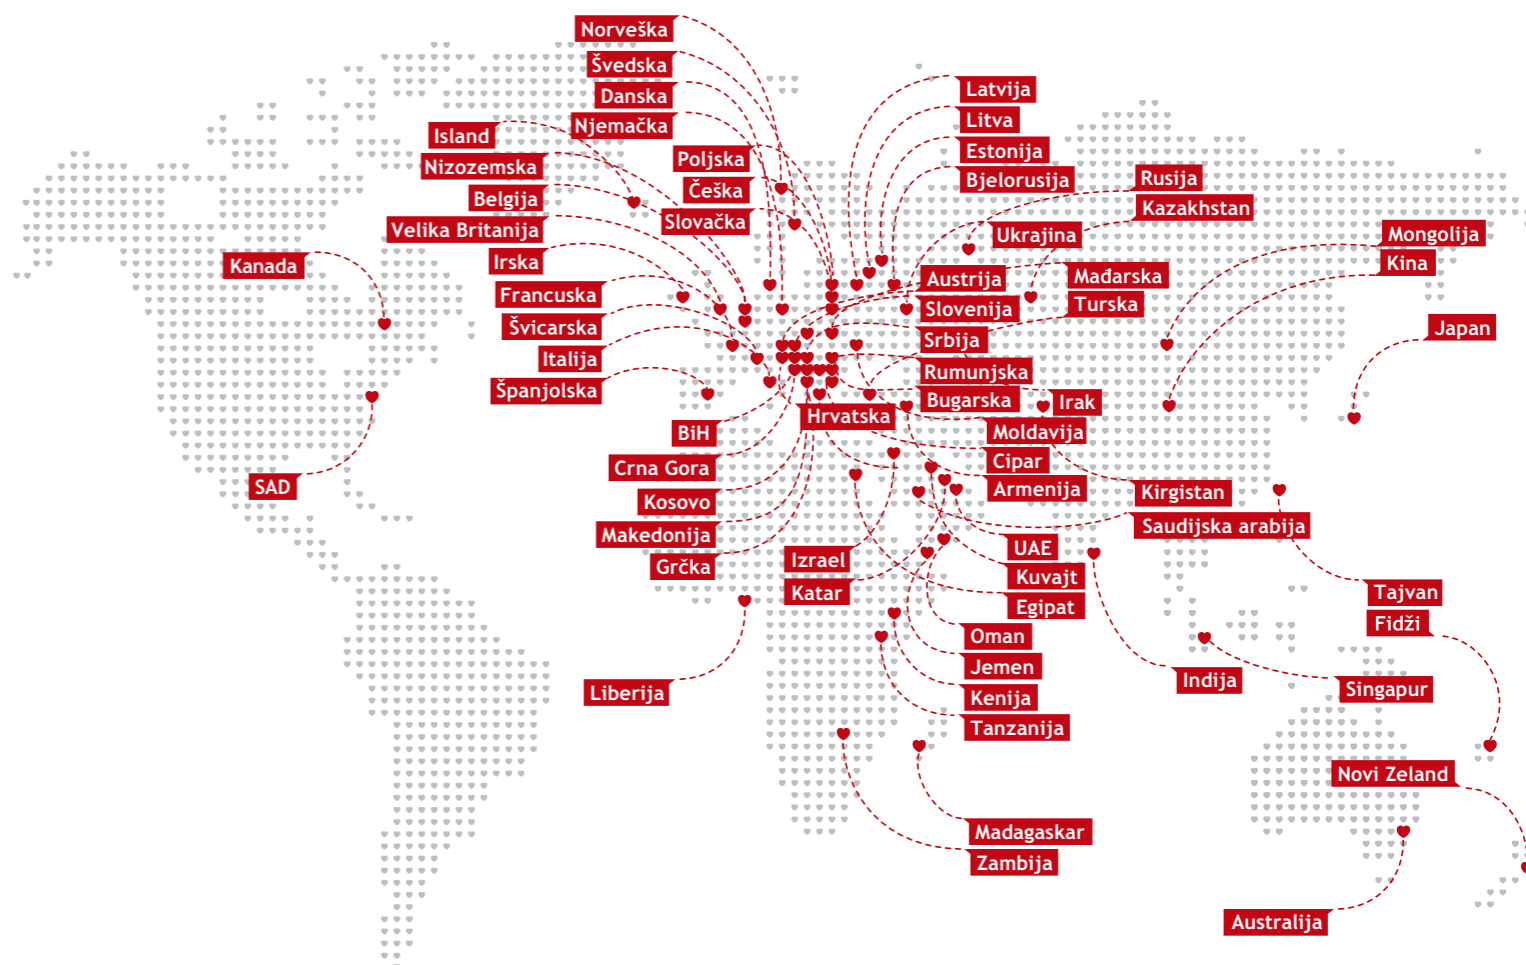 Norveška
Švedska
Danska
Njemačka
Island
Nizozemska
Belgija
Velika Britanija
Irska
Francuska
Švicarska
Italija
Španjolska
Kanada
SAD
Poljska
Češka
Slovačka
Latvija
Litva
Estonija
Bjelorusija
Rusija
Kazakhstan
Ukrajina
Mongolija
Kina
Japan
Austrija
Mađarska
Slovenija
Turska
Srbija
Rumunjska
Bugarska
Irak
Hrvatska
Moldavija
Cipar
Armenija
Kirgistan
Saudijska arabija
BiH
Crna Gora
Kosovo
Makedonija
Grčka
Izrael
Katar
UAE
Kuvajt
Egipat
Oman
Jemen
Kenija
Tanzanija
Liberija
Indija
Tajvan
Fidži
Singapur
Novi Zeland
Madagaskar
Zambija
Australija